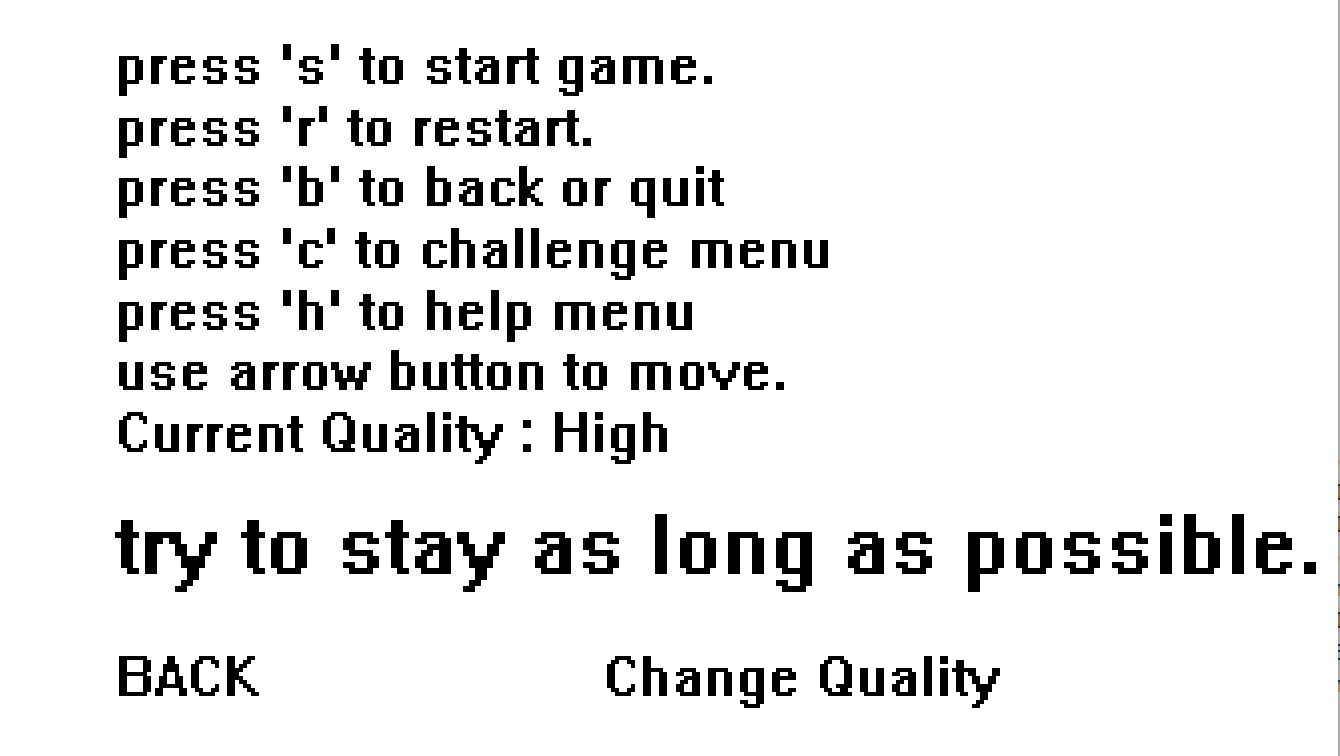 press 's' to start game.
press 'r' to restart.
press 'b' to back or quit
press 'c' to challenge menu
press 'h' to help menu
use arrow button to move.
Current Quality : High
try to stay as long as possible.
BACK Change Quality